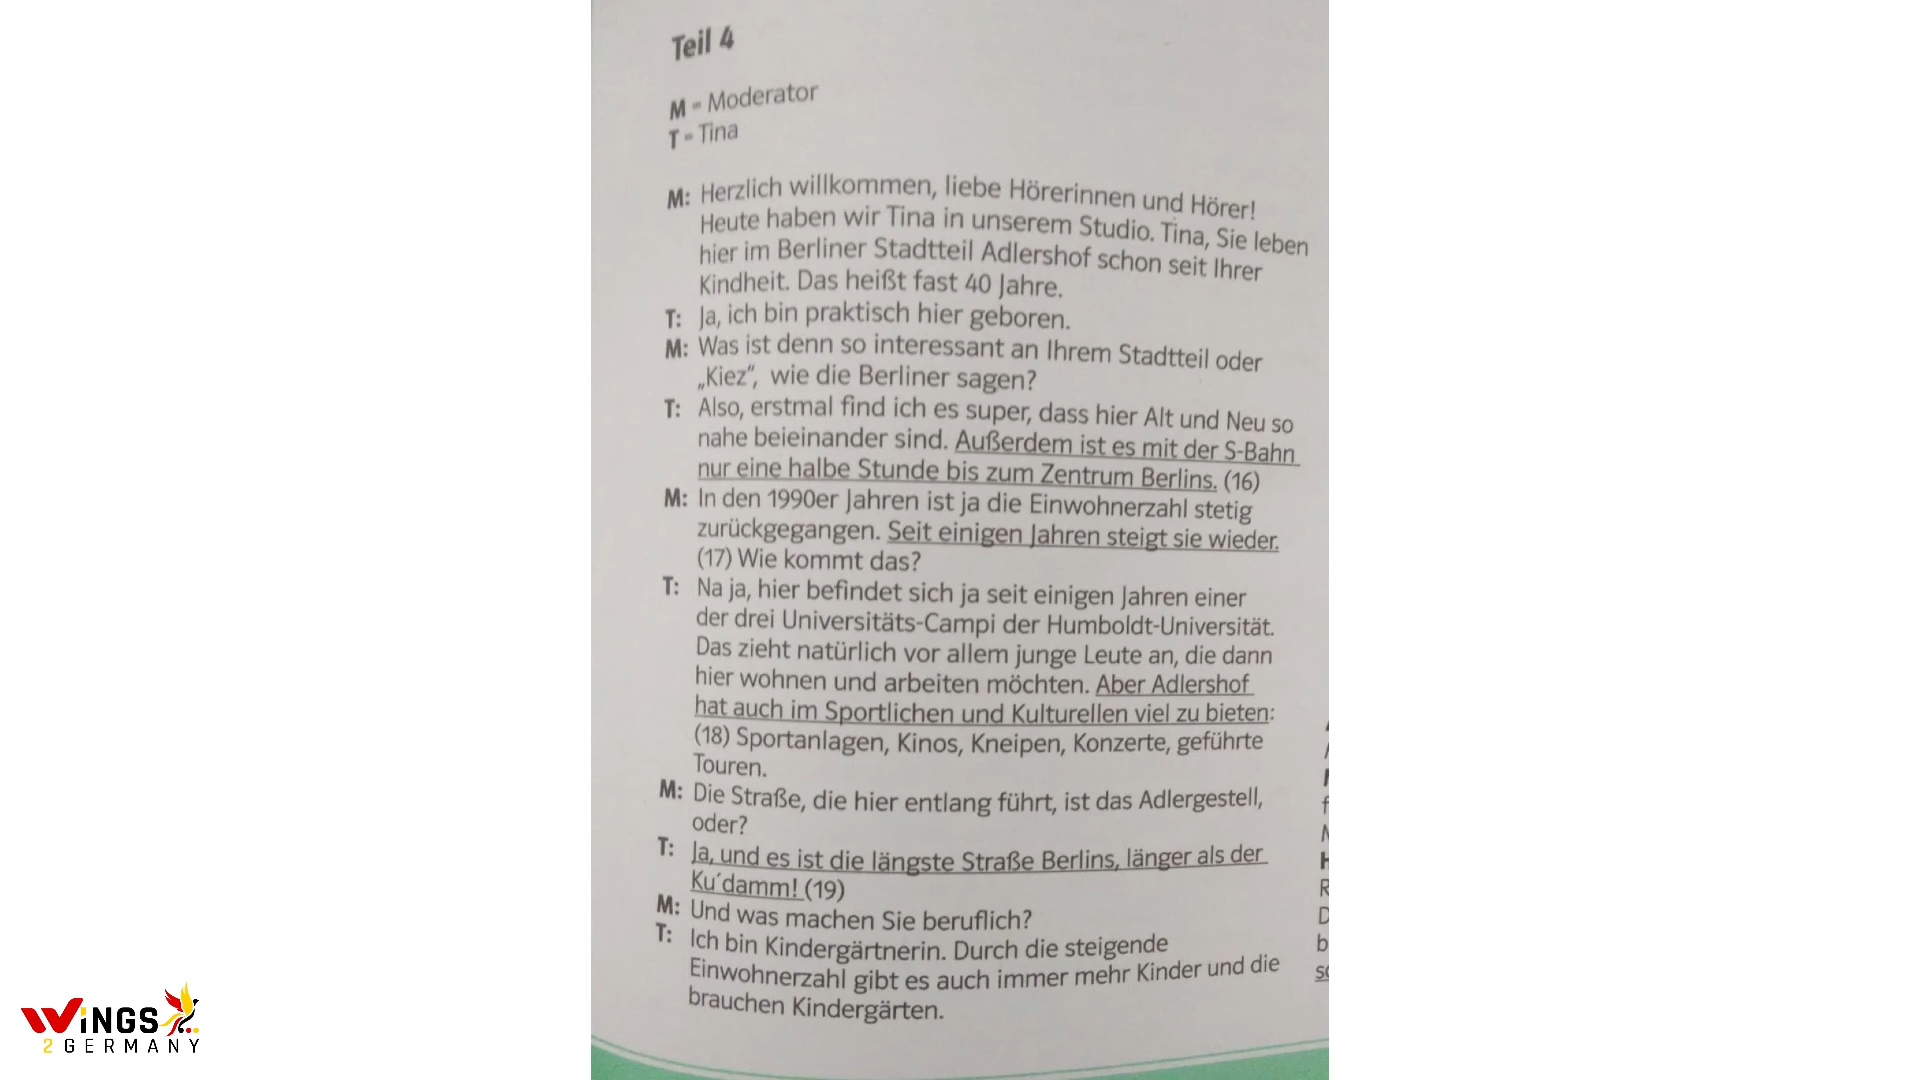 Teil 4
M = Moderator
T = Tina
M: Herzlich willkommen, liebe Hörerinnen und Hörer!
Heute haben wir Tina in unserem Studio. Tina, Sie leben
hier im Berliner Stadtteil Adlershof schon seit Ihrer
Kindheit. Das heißt fast 40 Jahre.
T: Ja, ich bin praktisch hier geboren.
M: Was ist denn so interessant an Ihrem Stadtteil oder
„Kiez“, wie die Berliner sagen?
T: Also, erstmal find ich es super, dass hier Alt und Neu so
nahe beieinander sind. Außerdem ist es mit der S-Bahn
nur eine halbe Stunde bis zum Zentrum Berlins. (16)
M: In den 1990er Jahren ist ja die Einwohnerzahl stetig
zurückgegangen. Seit einigen Jahren steigt sie wieder.
(17) Wie kommt das?
T: Na ja, hier befindet sich ja seit einigen Jahren einer
der drei Universitäts-Campi der Humboldt-Universität.
Das zieht natürlich vor allem junge Leute an, die dann
hier wohnen und arbeiten möchten. Aber Adlershof
hat auch im Sportlichen und Kulturellen viel zu bieten:
(18) Sportanlagen, Kinos, Kneipen, Konzerte, geführte
Touren.
M: Die Straße, die hier entlang führt, ist das Adlergestell,
oder?
T: Ja, und es ist die längste Straße Berlins, länger als der
Ku´damm! (19)
M: Und was machen Sie beruflich?
T: Ich bin Kindergärtnerin. Durch die steigende
Einwohnerzahl gibt es auch immer mehr Kinder und die
brauchen Kindergärten.
WiNGS
2 GERMANY